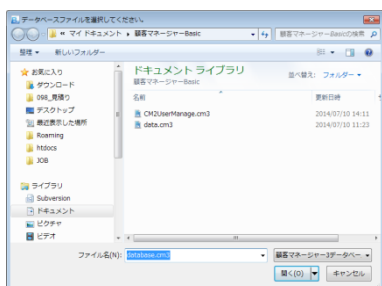 データベースファイルを選択してください。
« マイ ドキュメント ▸ 顧客マネージャーBasic
顧客マネージャーBasicの検索
整理 ▾ 新しいフォルダー
お気に入り
ダウンロード
098_見積り
デスクトップ
最近表示した場所
Roaming
htdocs
JOB
ライブラリ
Subversion
ドキュメント
ピクチャ
ビデオ
ドキュメント ライブラリ
顧客マネージャーBasic
並べ替え: フォルダー ▾
名前 更新日時
CM2UserManage.cm3 2014/07/10 14:11
data.cm3 2014/07/10 11:23
ファイル名(N): database.cm3
顧客マネージャー3データベー
開く(O) キャンセル